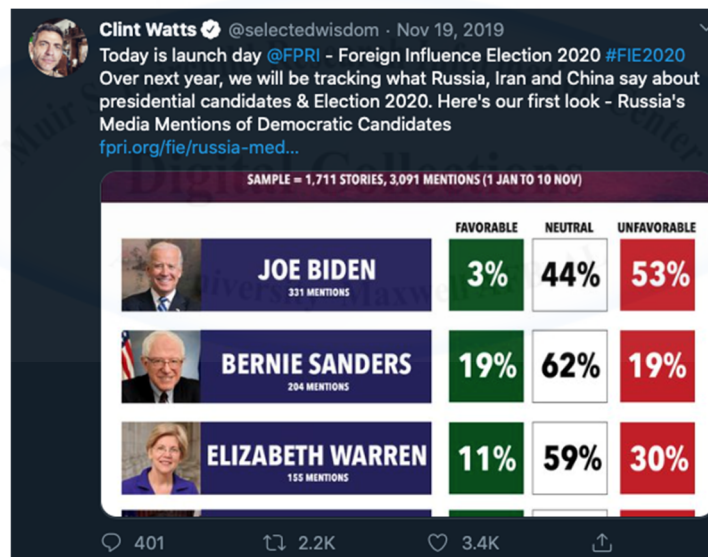 Clint Watts @selectedwisdom · Nov 19, 2019
Today is launch day @FPRI - Foreign Influence Election 2020 #FIE2020
Over next year, we will be tracking what Russia, Iran and China say about
presidential candidates & Election 2020. Here's our first look - Russia's
Media Mentions of Democratic Candidates
fpri.org/fie/russia-med...
SAMPLE = 1,711 STORIES, 3,091 MENTIONS (1 JAN TO 10 NOV)
FAVORABLE NEUTRAL UNFAVORABLE
JOE BIDEN 3% 44% 53%
331 MENTIONS
BERNIE SANDERS 19% 62% 19%
204 MENTIONS
ELIZABETH WARREN 11% 59% 30%
155 MENTIONS
401 2.2K 3.4K
Digital Collections